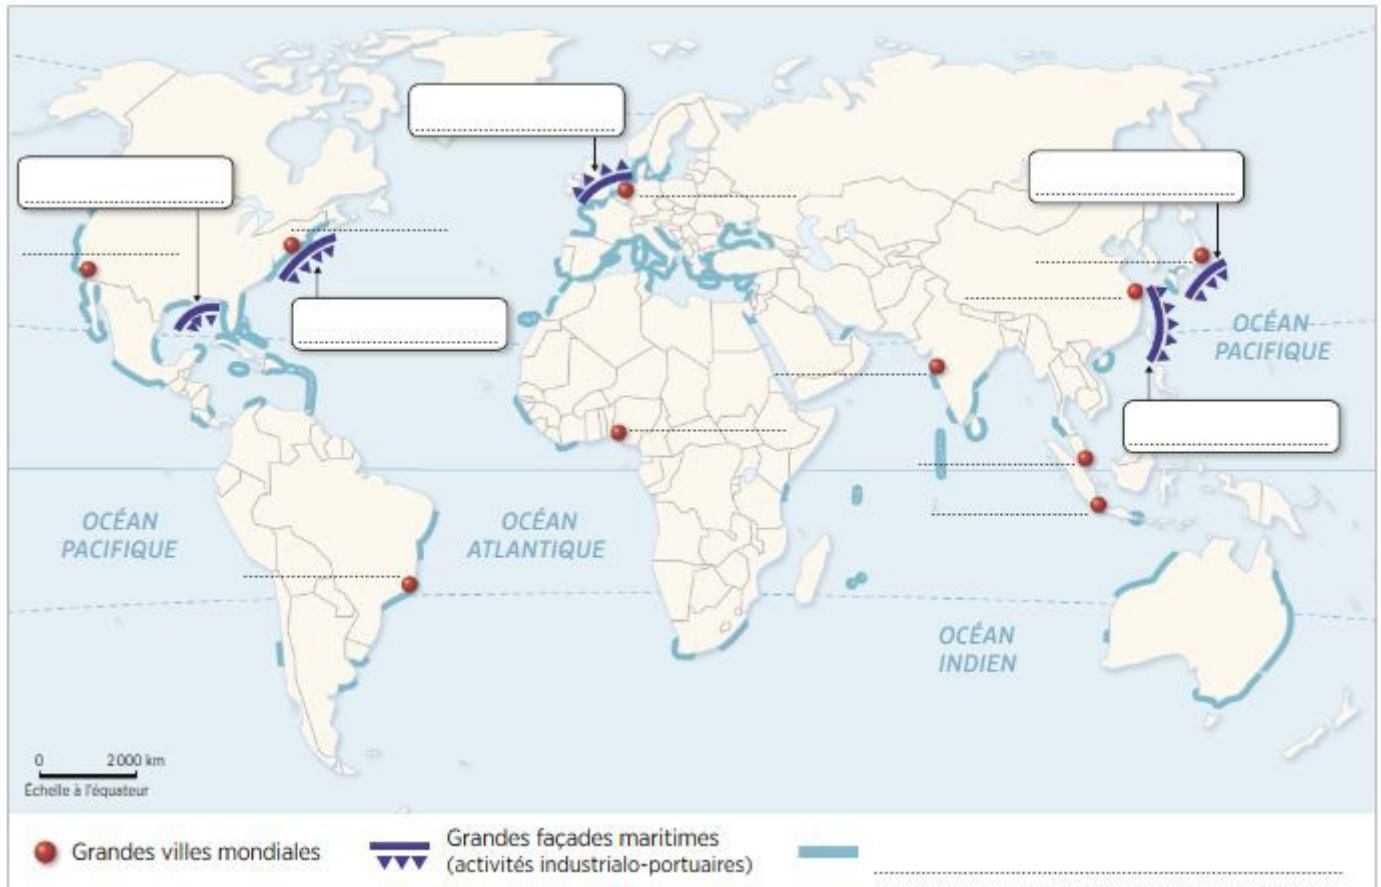 OCÉAN
PACIFIQUE
OCÉAN
PACIFIQUE
OCÉAN
ATLANTIQUE
OCÉAN
INDIEN
0 2000 km
Échelle à l'équateur
Grandes villes mondiales
Grandes façades maritimes
(activités industrialo-portuaires)